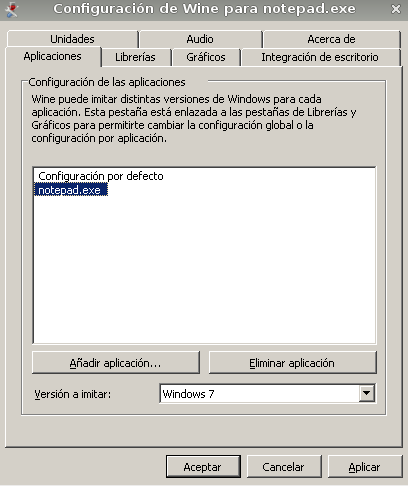 Configuración de Wine para notepad.exe
Unidades
Audio
Acerca de
Aplicaciones
Librerías
Gráficos
Integración de escritorio
Configuración de las aplicaciones
Wine puede imitar distintas versiones de Windows para cada
aplicación. Esta pestaña está enlazada a las pestañas de Librerías y
Gráficos para permitirte cambiar la configuración global o la
configuración por aplicación.
Configuración por defecto
notepad.exe
Añadir aplicación...
Eliminar aplicación
Versión a imitar:
Windows 7
Aceptar
Cancelar
Aplicar